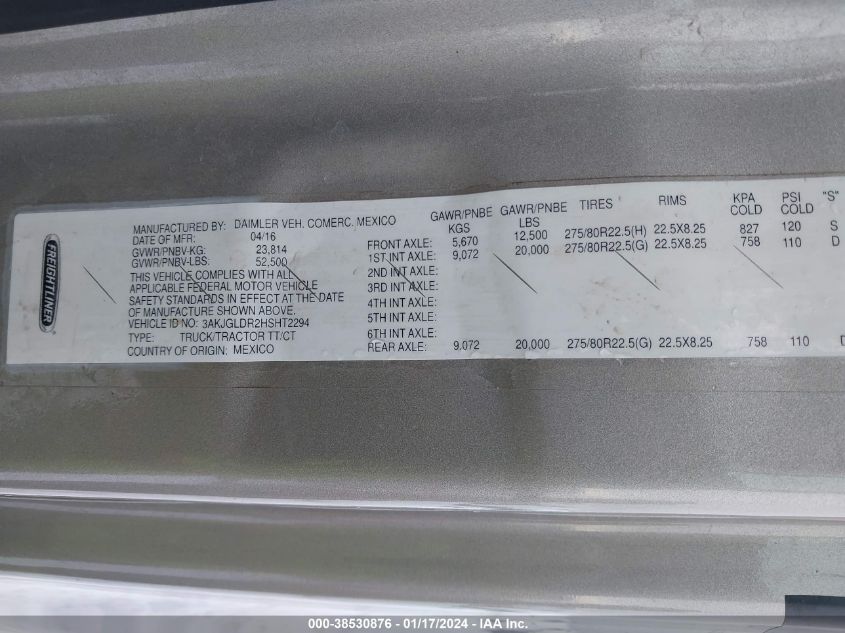 FREIGHTLINER
MANUFACTURED BY: DAIMLER VEH. COMERC. MEXICO
DATE OF MFR: 04/16
GVWR/PNBV-KG: 23,814
GVWR/PNBV-LBS: 52,500
THIS VEHICLE COMPLIES WITH ALL
APPLICABLE FEDERAL MOTOR VEHICLE
SAFETY STANDARDS IN EFFECT AT THE DATE
OF MANUFACTURE SHOWN ABOVE.
VEHICLE ID NO: 3AKJGLDR2HSHT2294
TYPE: TRUCK/TRACTOR TT/CT
COUNTRY OF ORIGIN: MEXICO
GAWR/PNBE GAWR/PNBE TIRES RIMS KPA PSI "S"
KGS LBS COLD COLD
FRONT AXLE: 5,670 12,500 275/80R22.5(H) 22.5X8.25 827 120 S
1ST INT AXLE: 9,072 20,000 275/80R22.5(G) 22.5X8.25 758 110 D
2ND INT AXLE:
3RD INT AXLE:
4TH INT AXLE:
5TH INT AXLE:
6TH INT AXLE:
REAR AXLE: 9,072 20,000 275/80R22.5(G) 22.5X8.25 758 110 D
000-38530876 - 01/17/2024 - IAA Inc.